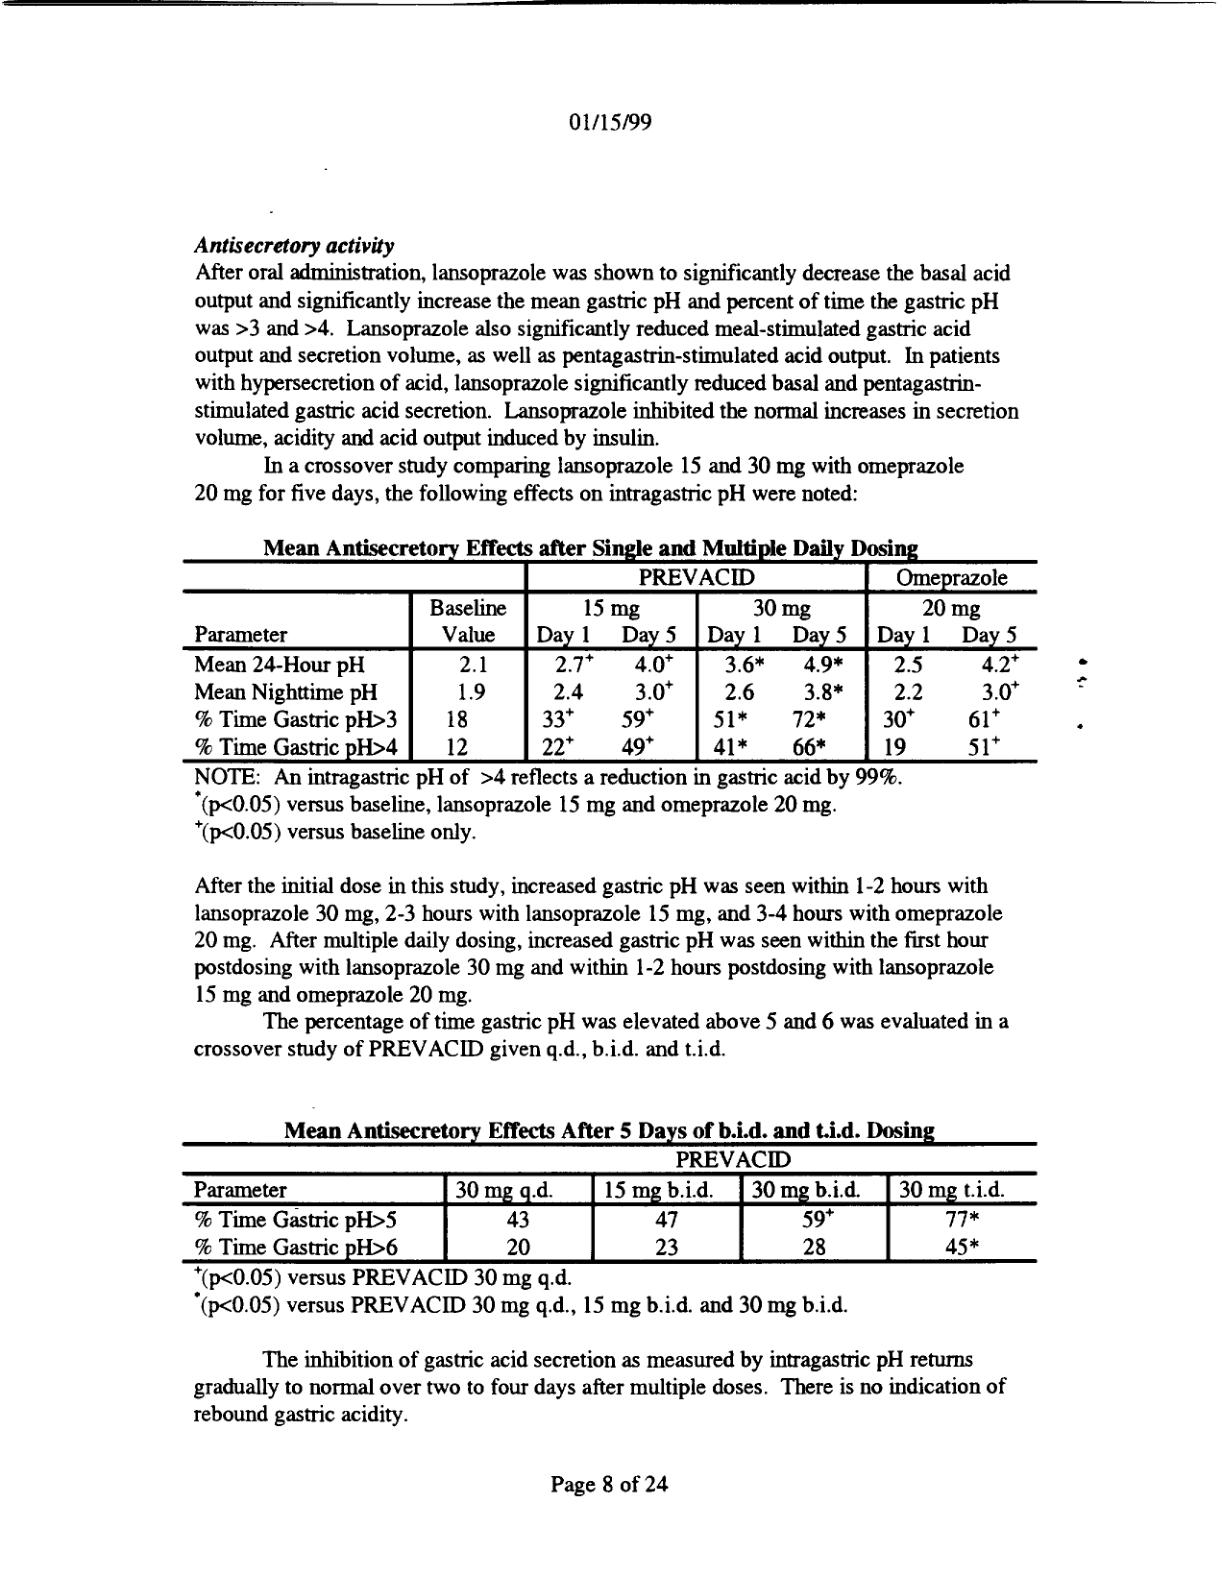 01/15/99
Antisecretory activity
After oral administration, lansoprazole was shown to significantly decrease the basal acid
output and significantly increase the mean gastric pH and percent of time the gastric pH
was >3 and >4. Lansoprazole also significantly reduced meal-stimulated gastric acid
output and secretion volume, as well as pentagastrin-stimulated acid output. In patients
with hypersecretion of acid, lansoprazole significantly reduced basal and pentagastrin-
stimulated gastric acid secretion. Lansoprazole inhibited the normal increases in secretion
volume, acidity and acid output induced by insulin.
In a crossover study comparing lansoprazole 15 and 30 mg with omeprazole
20 mg for five days, the following effects on intragastric pH were noted:
Mean Antisecretory Effects after Single and Multiple Daily Dosing
PREVACID Omeprazole
Baseline 15 mg 30 mg 20 mg
Parameter Value Day 1 Day 5 Day 1 Day 5 Day 1 Day 5
Mean 24-Hour pH 2.1 2.7+ 4.0+ 3.6* 4.9* 2.5 4.2+
Mean Nighttime pH 1.9 2.4 3.0+ 2.6 3.8* 2.2 3.0+
% Time Gastric pH>3 18 33+ 59+ 51* 72* 30+ 61+
% Time Gastric pH>4 12 22+ 49+ 41* 66* 19 51+
NOTE: An intragastric pH of >4 reflects a reduction in gastric acid by 99%.
*(p<0.05) versus baseline, lansoprazole 15 mg and omeprazole 20 mg.
+(p<0.05) versus baseline only.
After the initial dose in this study, increased gastric pH was seen within 1-2 hours with
lansoprazole 30 mg, 2-3 hours with lansoprazole 15 mg, and 3-4 hours with omeprazole
20 mg. After multiple daily dosing, increased gastric pH was seen within the first hour
postdosing with lansoprazole 30 mg and within 1-2 hours postdosing with lansoprazole
15 mg and omeprazole 20 mg.
The percentage of time gastric pH was elevated above 5 and 6 was evaluated in a
crossover study of PREVACID given q.d., b.i.d. and t.i.d.
Mean Antisecretory Effects After 5 Days of b.i.d. and t.i.d. Dosing
PREVACID
Parameter 30 mg q.d. 15 mg b.i.d. 30 mg b.i.d. 30 mg t.i.d.
% Time Gastric pH>5 43 47 59+ 77*
% Time Gastric pH>6 20 23 28 45*
+(p<0.05) versus PREVACID 30 mg q.d.
*(p<0.05) versus PREVACID 30 mg q.d., 15 mg b.i.d. and 30 mg b.i.d.
The inhibition of gastric acid secretion as measured by intragastric pH returns
gradually to normal over two to four days after multiple doses. There is no indication of
rebound gastric acidity.
Page 8 of 24